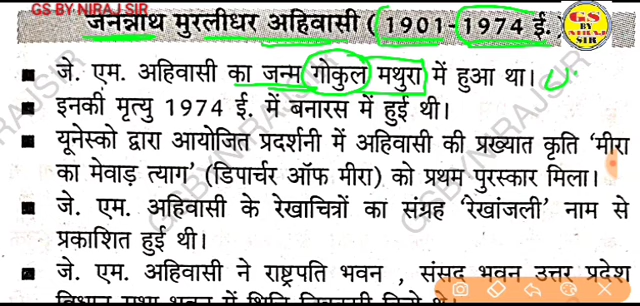 GS BY NIRAJ SIR
जनन्नाथ मुरलीधर अहिवासी ( 1901-1974 ई.)
GS
BY NIRAJ
SIR
■ जे. एम. अहिवासी का जन्म गोकुल मथुरा में हुआ था।
■ इनकी मृत्यु 1974 ई. में बनारस में हुई थी।
■ यूनेस्को द्वारा आयोजित प्रदर्शनी में अहिवासी की प्रख्यात कृति ‘मीरा
का मेवाड़ त्याग’ (डिपार्चर ऑफ मीरा) को प्रथम पुरस्कार मिला।
■ जे. एम. अहिवासी के रेखाचित्रों का संग्रह ‘रेखांजली’ नाम से
प्रकाशित हुई थी।
■ जे. एम. अहिवासी ने राष्ट्रपति भवन , संसद भवन उत्तर प्रदेश